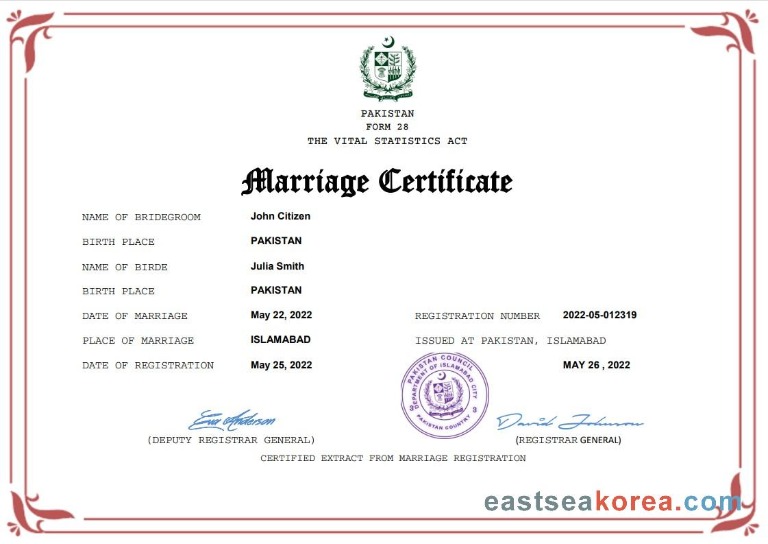 PAKISTAN
FORM 28
THE VITAL STATISTICS ACT
Marriage Certificate
NAME OF BRIDEGROOM John Citizen
BIRTH PLACE PAKISTAN
NAME OF BIRDE Julia Smith
BIRTH PLACE PAKISTAN
DATE OF MARRIAGE May 22, 2022 REGISTRATION NUMBER 2022-05-012319
PLACE OF MARRIAGE ISLAMABAD ISSUED AT PAKISTAN, ISLAMABAD
DATE OF REGISTRATION May 25, 2022 MAY 26 , 2022
PAKISTAN COUNCIL
DEPARTMENT OF ISLAMABAD CITY
PAKISTAN COUNTRY
Eva Anderson David Johnson
(DEPUTY REGISTRAR GENERAL) (REGISTRAR GENERAL)
CERTIFIED EXTRACT FROM MARRIAGE REGISTRATION
eastseakorea.com